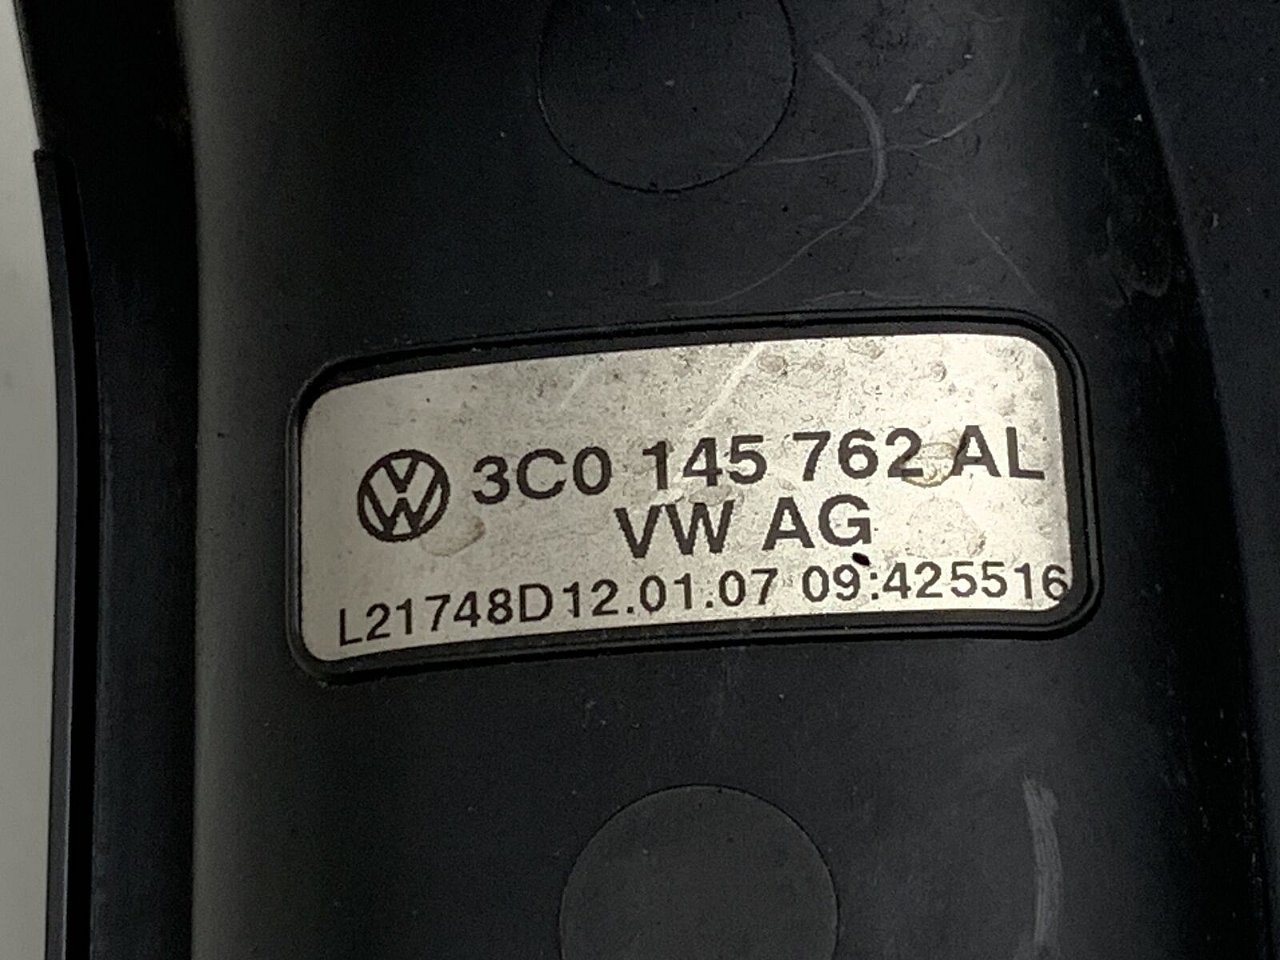 3C0 145 762 AL
VW AG
L21748D12.01.07 09:425516